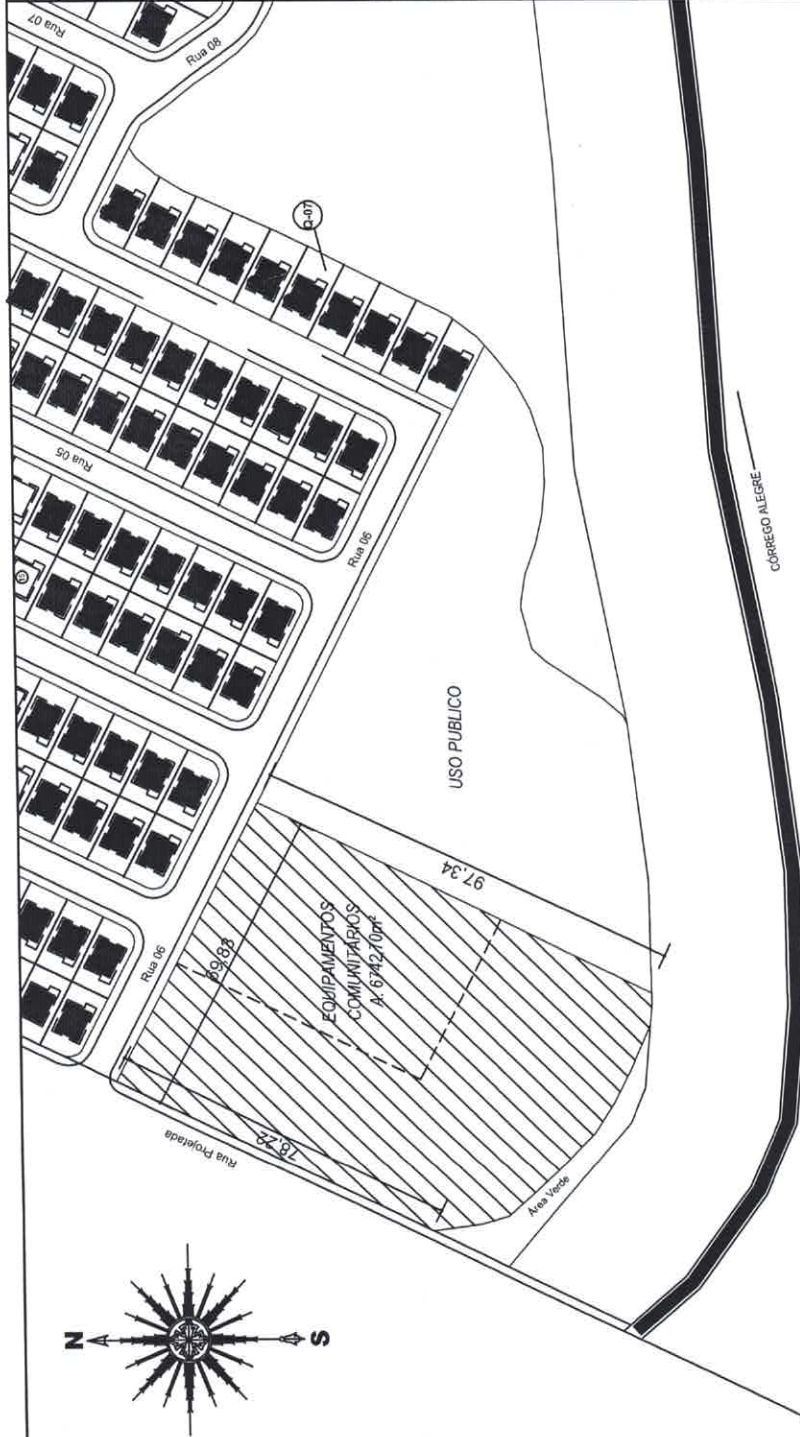 Rua 07
Rua 08
Q-07
Rua 05
Rua 06
CÓRREGO ALEGRE
USO PUBLICO
97,34
EQUIPAMENTOS
COMUNITÁRIOS
A: 6742,70m²
69,83
Rua 06
Rua Projetada
78,22
Área Verde
N
S